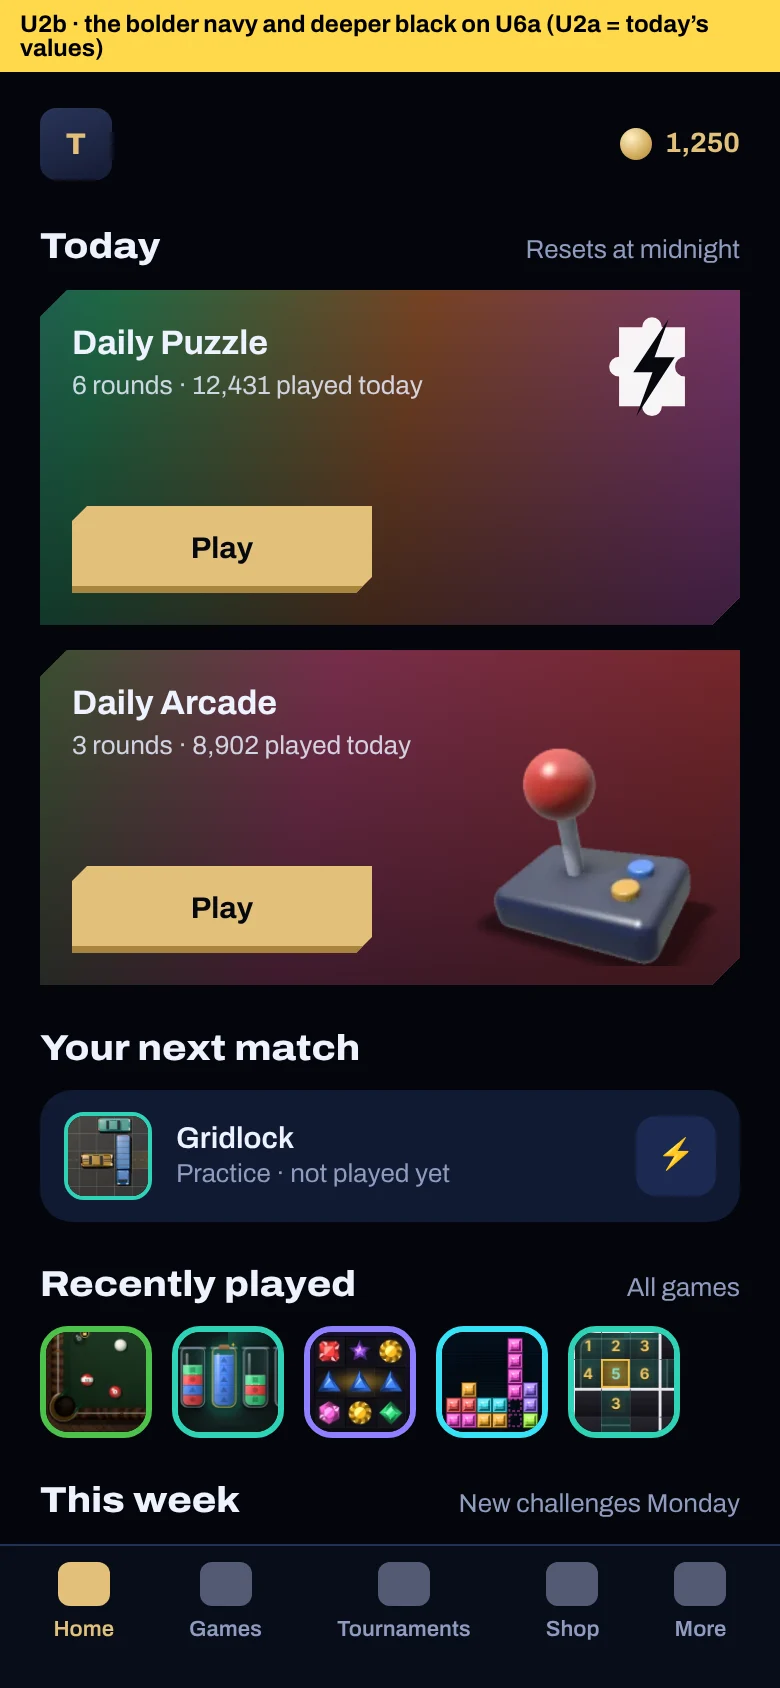 U2b · the bolder navy and deeper black on U6a (U2a = today’s
values)
T
1,250
Today
Resets at midnight
Daily Puzzle
6 rounds · 12,431 played today
Play
Daily Arcade
3 rounds · 8,902 played today
Play
Your next match
Gridlock
Practice · not played yet
Recently played
All games
1 2 3
4 5 6
3
This week
New challenges Monday
Home
Games
Tournaments
Shop
More